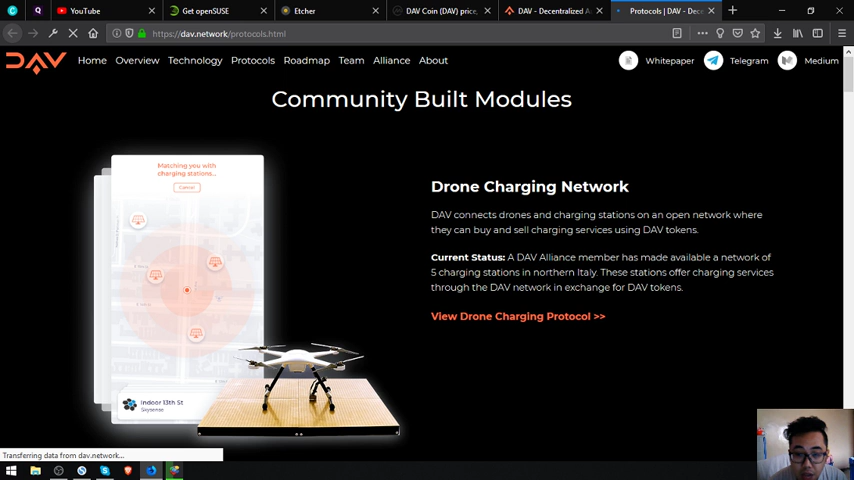 YouTube
Get openSUSE
Etcher
DAV Coin (DAV) price,
DAV - Decentralized A
Protocols | DAV - Dece
https://dav.network/protocols.html
DAV
Home
Overview
Technology
Protocols
Roadmap
Team
Alliance
About
Whitepaper
Telegram
Medium
Community Built Modules
Matching you with
charging stations...
Cancel
Indoor 13th St
Skysense
Drone Charging Network
DAV connects drones and charging stations on an open network where
they can buy and sell charging services using DAV tokens.
Current Status: A DAV Alliance member has made available a network of
5 charging stations in northern Italy. These stations offer charging services
through the DAV network in exchange for DAV tokens.
View Drone Charging Protocol >>
Transferring data from dav.network...